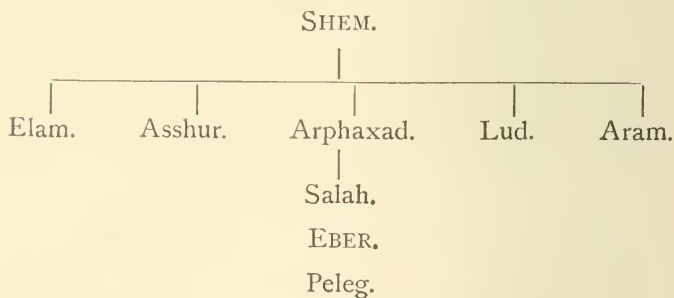 SHEM.
Elam. Asshur. Arphaxad. Lud. Aram.
Salah.
EBER.
Peleg.